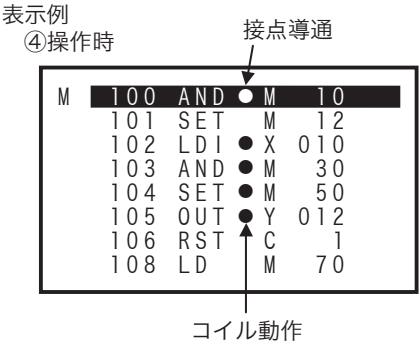 表示例
④操作時
接点導通
M 100 AND ● M 10
101 SET M 12
102 LDI ● X 010
103 AND ● M 30
104 SET ● M 50
105 OUT ● Y 012
106 RST C 1
108 LD M 70
コイル動作